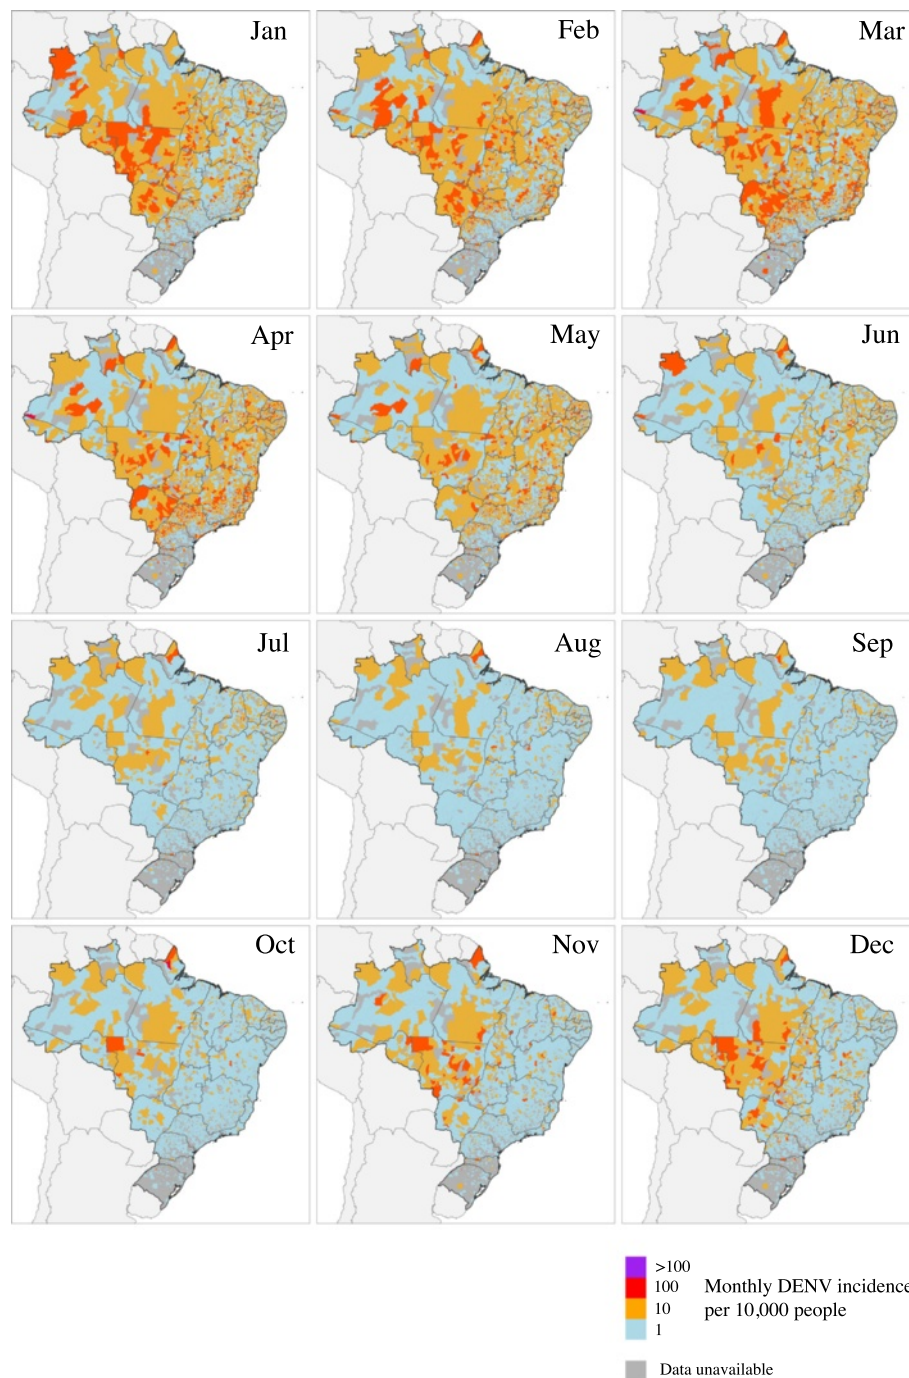 Jan
Feb
Mar
Apr
May
Jun
Jul
Aug
Sep
Oct
Nov
Dec
>100
100
10
1
Monthly DENV incidence
per 10,000 people
Data unavailable